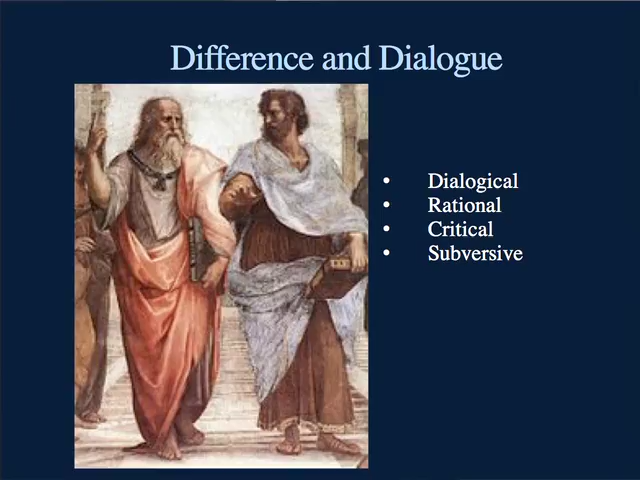 Difference and Dialogue
• Dialogical
• Rational
• Critical
• Subversive